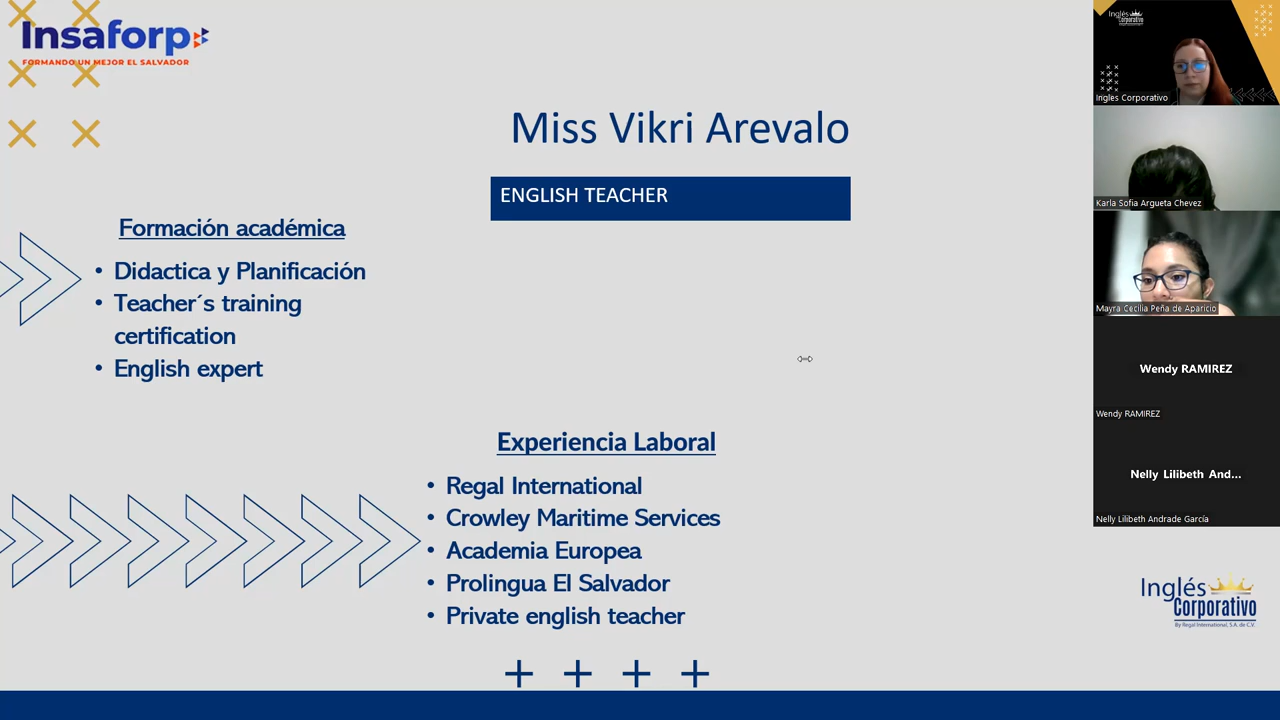 Insaforp
FORMANDO UN MEJOR EL SALVADOR
Miss Vikri Arevalo
ENGLISH TEACHER
Formación académica
• Didactica y Planificación
• Teacher´s training
certification
• English expert
Experiencia Laboral
• Regal International
• Crowley Maritime Services
• Academia Europea
• Prolingua El Salvador
• Private english teacher
Inglés
Corporativo
Ingles Corporativo
Karla Sofia Argueta Chevez
Mayra Cecilia Peña de Aparicio
Wendy RAMIREZ
Wendy RAMIREZ
Nelly Lilibeth And...
Nelly Lilibeth Andrade García
Inglés
Corporativo
By Regal International, S.A. de C.V.